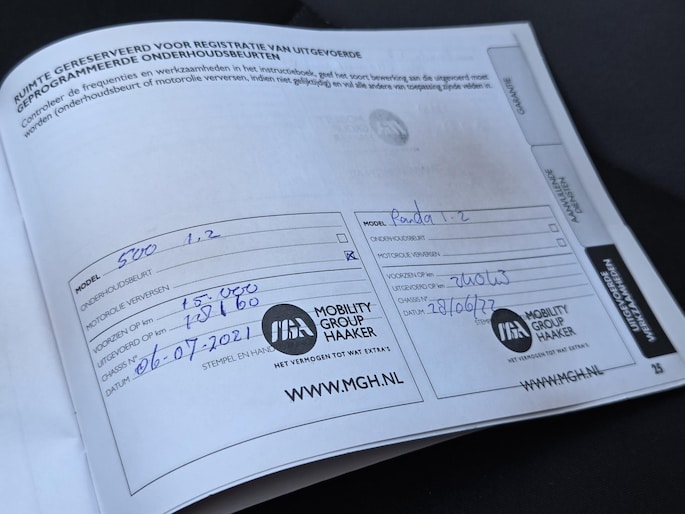 RUIMTE GERESERVEERD VOOR REGISTRATIE VAN UITGEVOERDE
GEPROGRAMMEERDE ONDERHOUDSBEURTEN
Controleer de frequenties en werkzaamheden in het instructieboek, geef het soort bewerking aan die uitgevoerd moet
worden (onderhoudsbeurt of motorolie verversen, indien niet gelijktijdig) en vul alle andere van toepassing zijnde velden in
MODEL 500 1.2
ONDERHOUDSBEURT
MOTOROLIE VERVERSEN
VOORZIEN OP km 15.000
UITGEVOERD OP km 18160
CHASSIS N°
DATUM 06-07-2021
STEMPEL EN
MOBILITY
GROUP
HAAKER
HET VERMOGEN TOT WAT EXTRA'S
WWW.MGH.NL
MODEL Panda 1.2
ONDERHOUDSBEURT
MOTOROLIE VERVERSEN
VOORZIEN OP km
UITGEVOERD OP km
CHASSIS N°
DATUM 28/06/22
MOBILITY
GROUP
HAAKER
HET VERMOGEN TOT WAT EXTRA'S
WWW.MGH.NL
GARANTIE
AANVULLENDE
DIENSTEN
UITGEVOERDE
WERKZAAMHEDEN
25